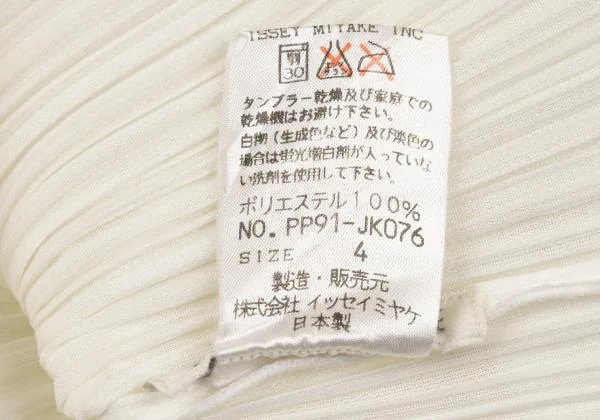 ISSEY MIYAKE INC
30
タンブラー乾燥及び家庭での
乾燥機はお避け下さい。
白期(生成色など)及び淡色の
場合は蛍光増白剤が入っていな
い洗剤を使用して下さい。
ポリエステル100%
NO. PP91-JK076
SIZE 4
製造・販売元
株式会社 イッセイミヤケ
日本製